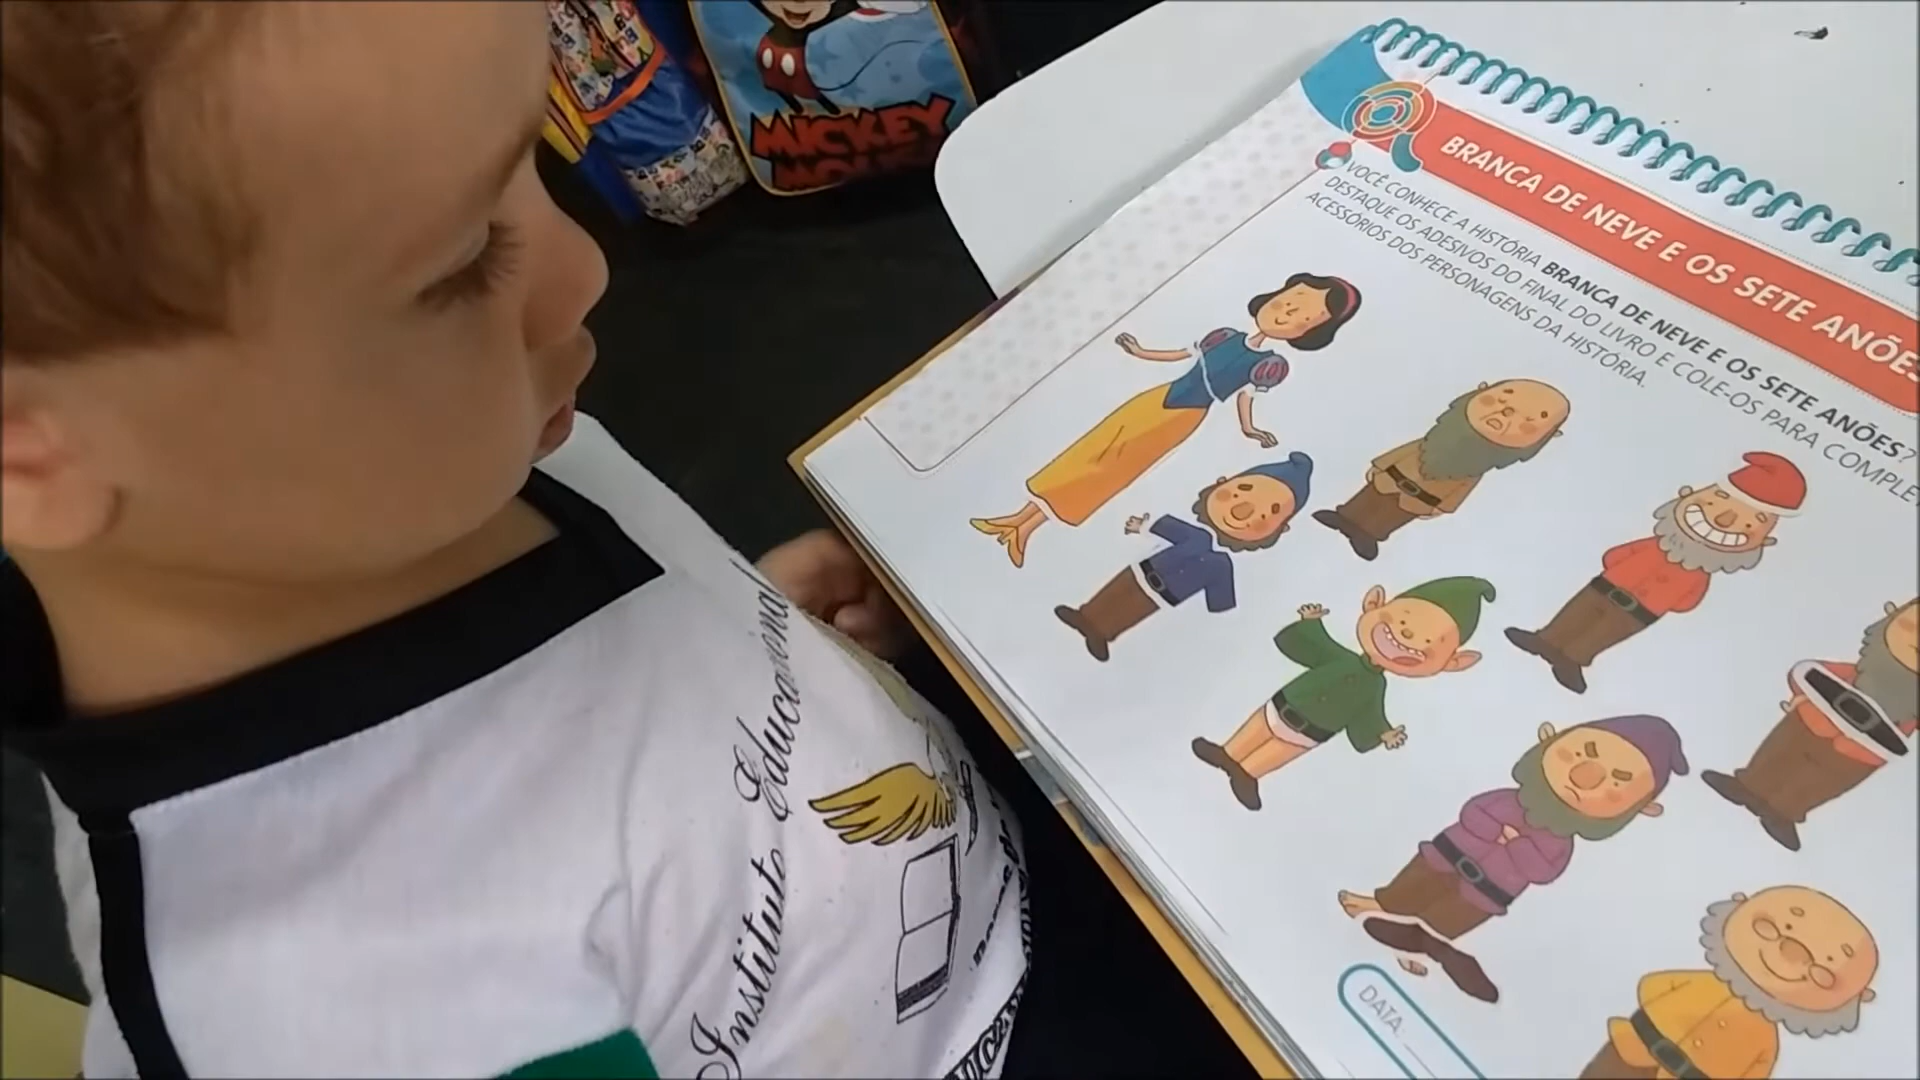 MICKEY
MOUSE
BRANCA DE NEVE E OS SETE ANÕES
VOCÊ CONHECE A HISTÓRIA BRANCA DE NEVE E OS SETE ANÕES?
DESTAQUE OS ADESIVOS DO FINAL DO LIVRO E COLE-OS PARA COMPLE
ACESSÓRIOS DOS PERSONAGENS DA HISTÓRIA.
DATA:
Instituto Educacional